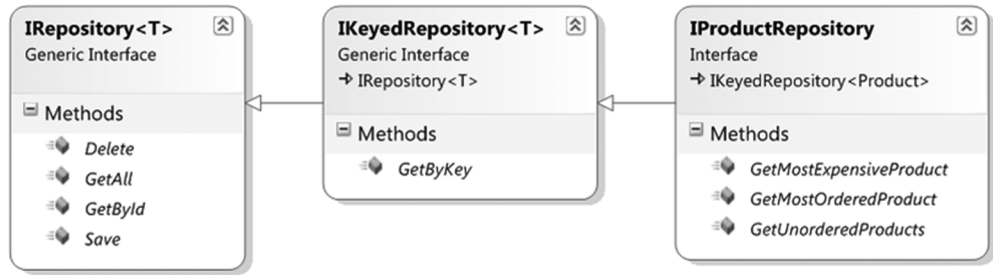 IRepository<T>
Generic Interface
Methods
Delete
GetAll
GetById
Save
IKeyedRepository<T>
Generic Interface
IRepository<T>
Methods
GetByKey
IProductRepository
Interface
IKeyedRepository<Product>
Methods
GetMostExpensiveProduct
GetMostOrderedProduct
GetUnorderedProducts